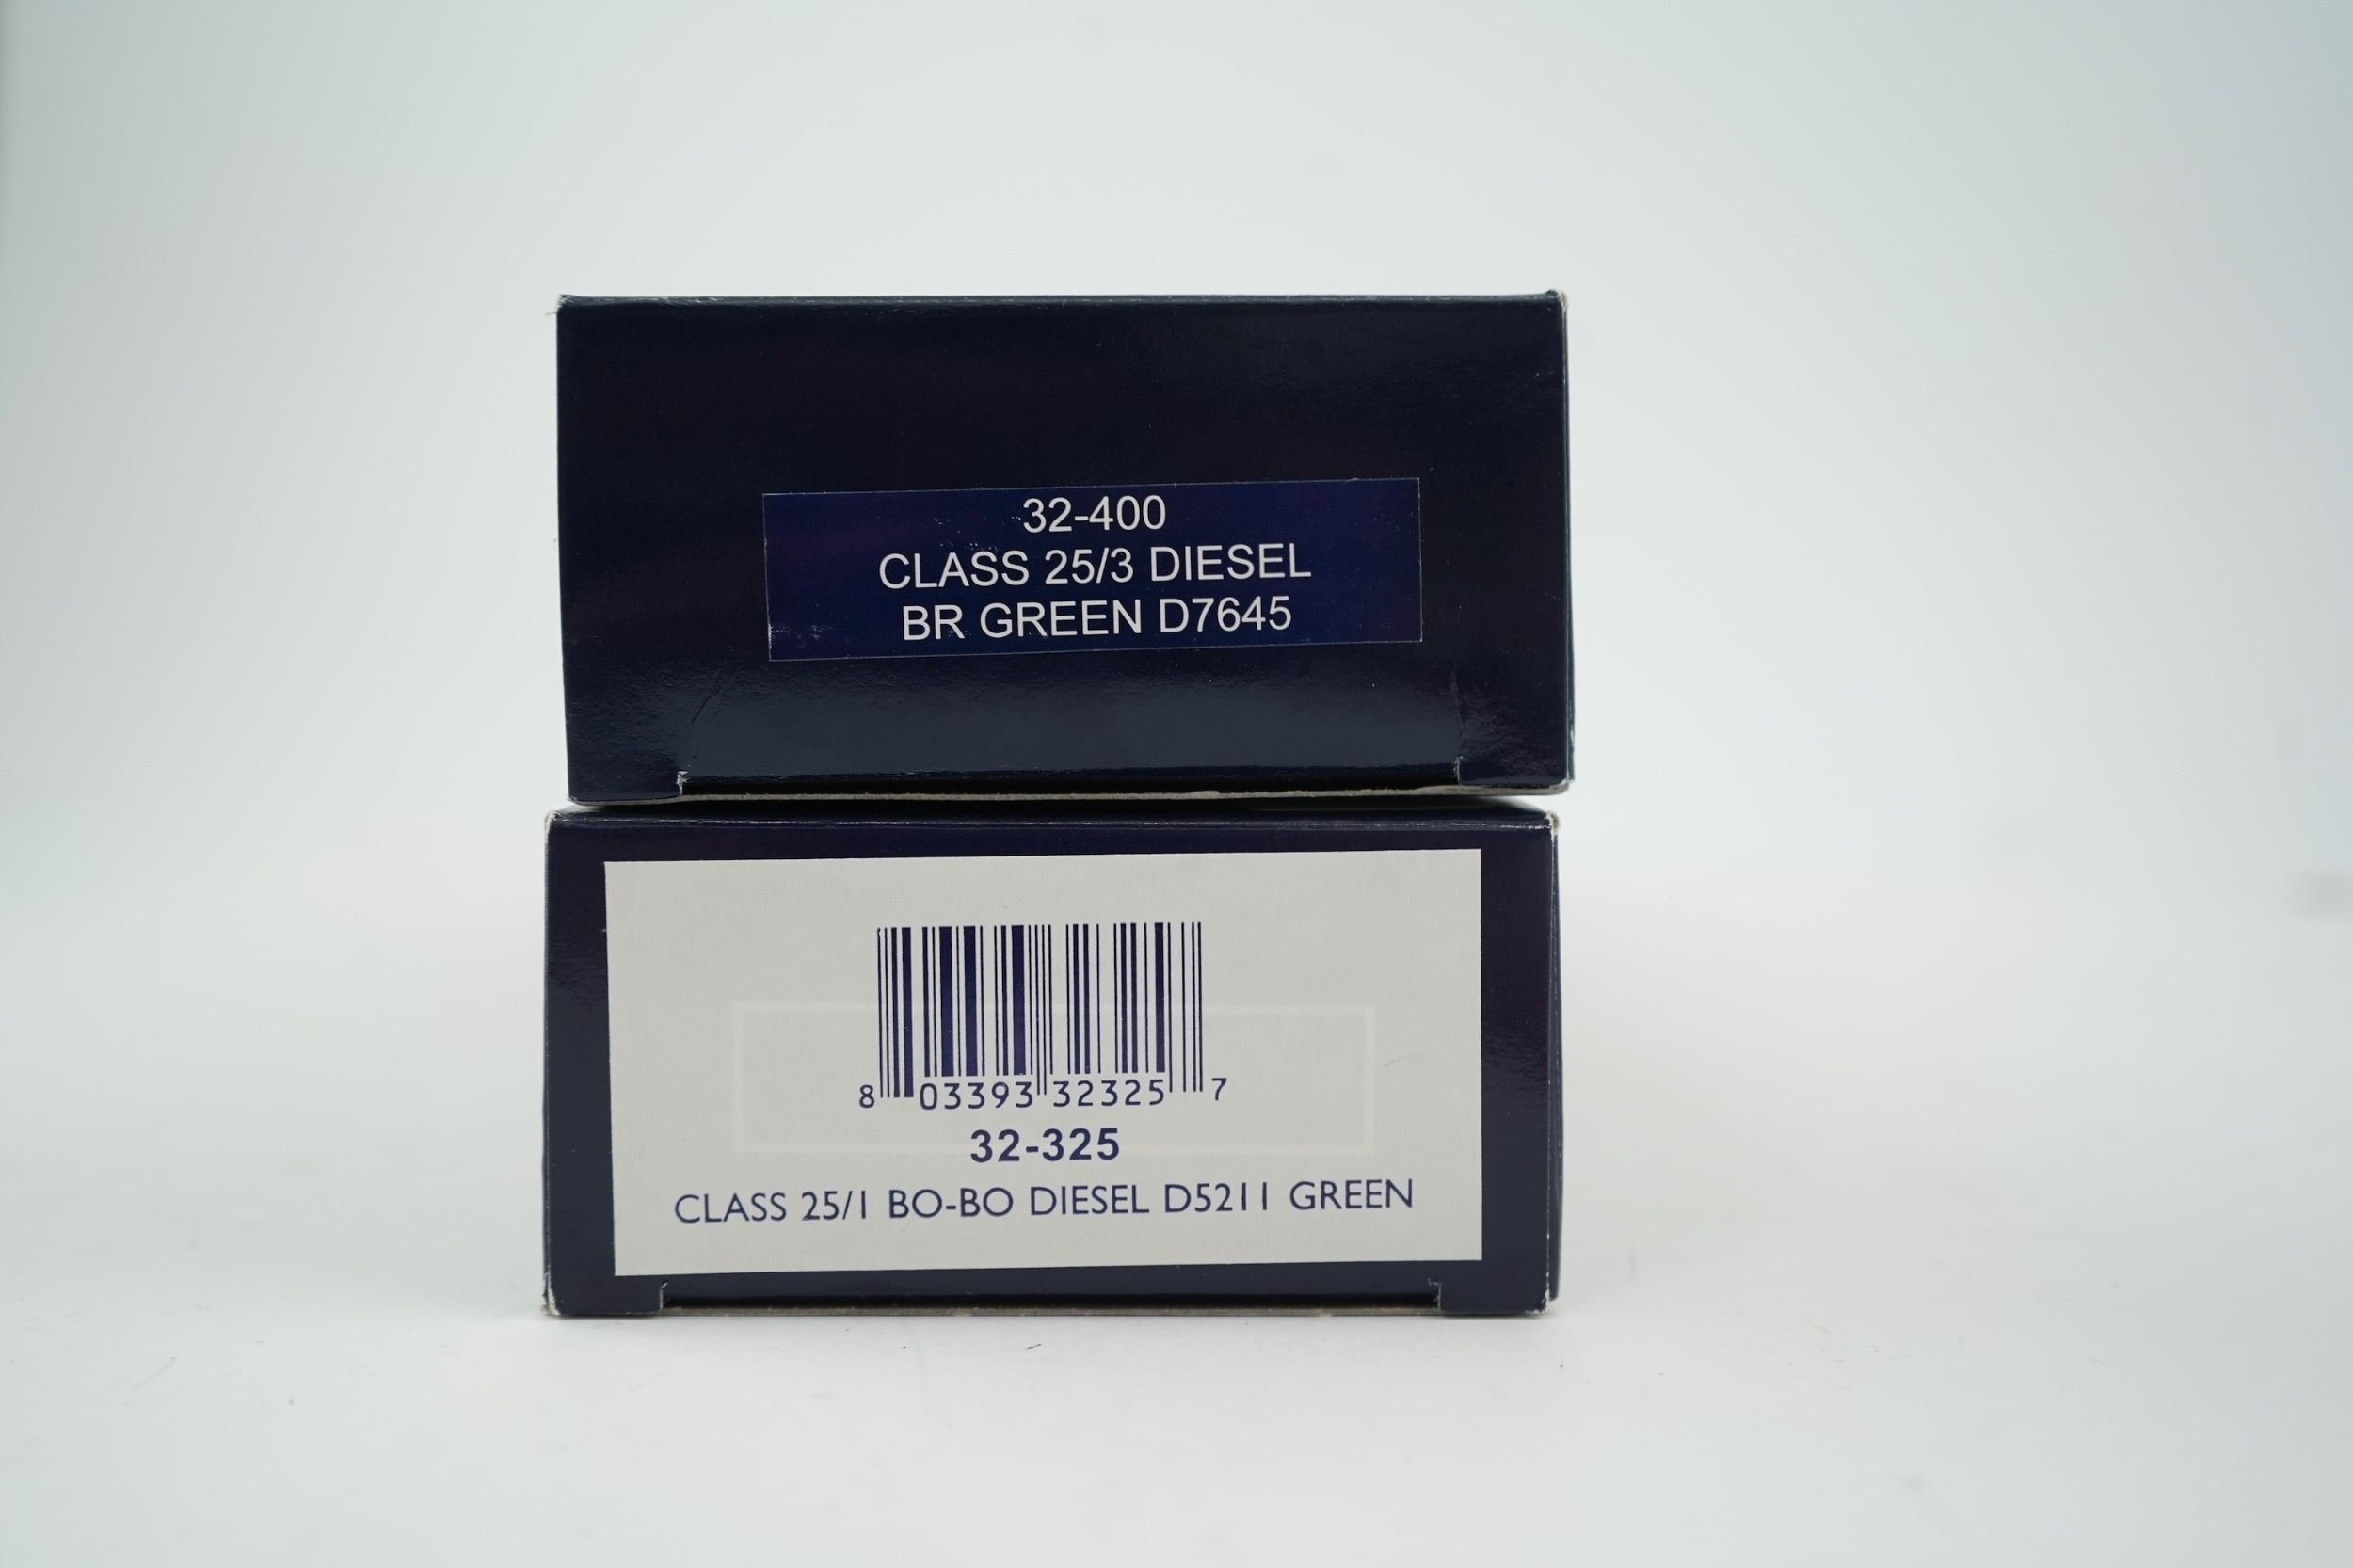 32-400
CLASS 25/3 DIESEL
BR GREEN D7645
8 03393 32325 7
32-325
CLASS 25/1 BO-BO DIESEL D5211 GREEN